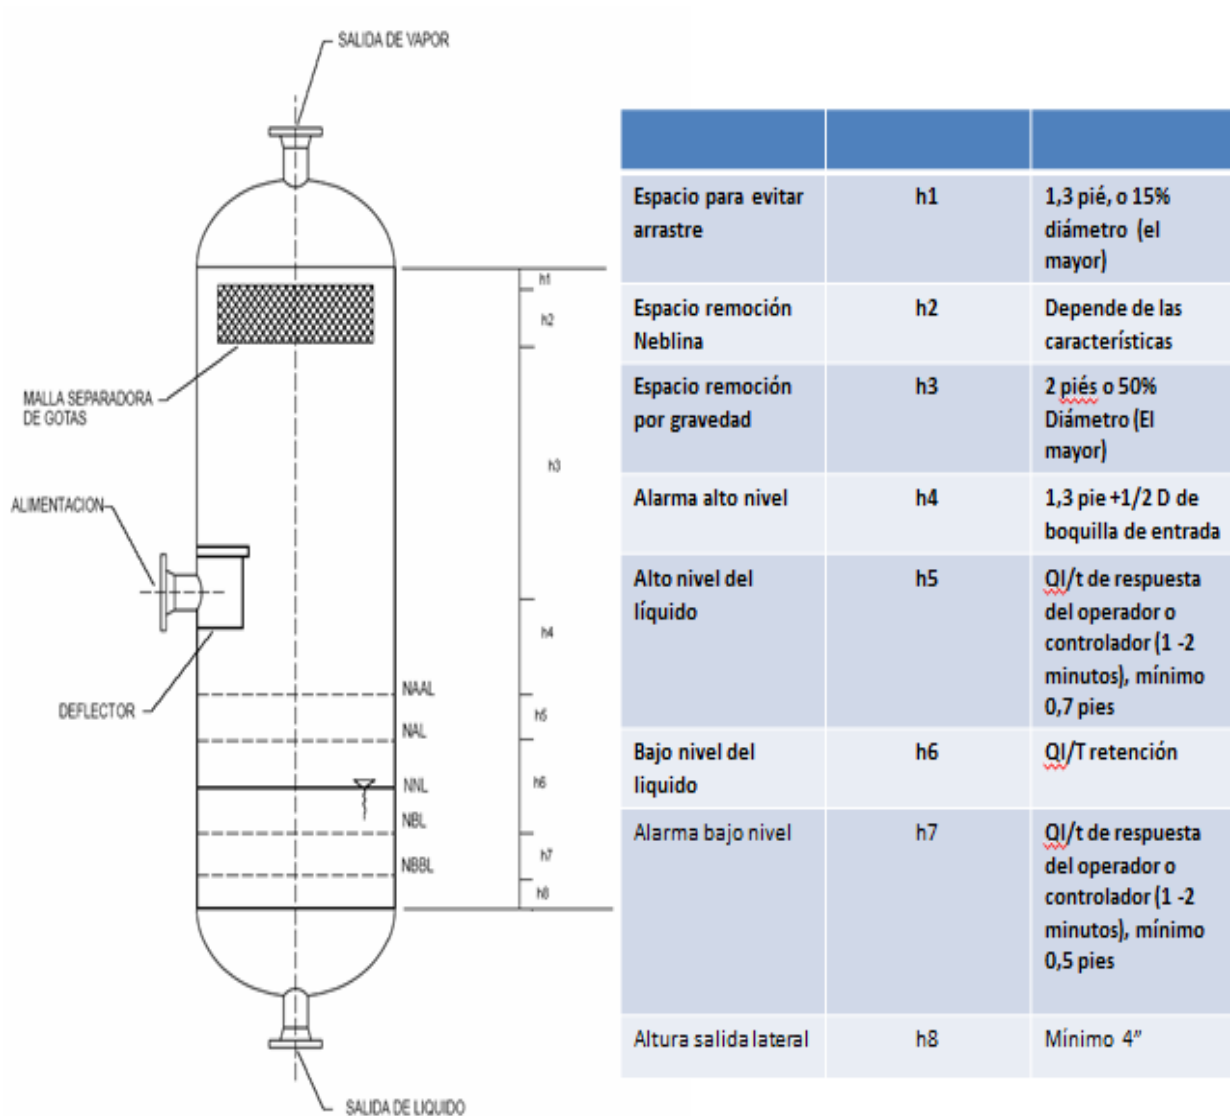 SALIDA DE VAPOR
MALLA SEPARADORA
DE GOTAS
ALIMENTACION
DEFLECTOR
SALIDA DE LIQUIDO
h1
h2
h3
h4
NAAL
h5
NAL
h6
NNL
NBL
h7
NBBL
h8
Espacio para evitar
arrastre
h1
1,3 pié, o 15%
diámetro (el
mayor)
Espacio remoción
Neblina
h2
Depende de las
características
Espacio remoción
por gravedad
h3
2 piés o 50%
Diámetro (El
mayor)
Alarma alto nivel
h4
1,3 pie +1/2 D de
boquilla de entrada
Alto nivel del
líquido
h5
Ql/t de respuesta
del operador o
controlador (1 -2
minutos), mínimo
0,7 pies
Bajo nivel del
liquido
h6
Ql/T retención
Alarma bajo nivel
h7
Ql/t de respuesta
del operador o
controlador (1 -2
minutos), mínimo
0,5 pies
Altura salida lateral
h8
Mínimo 4”